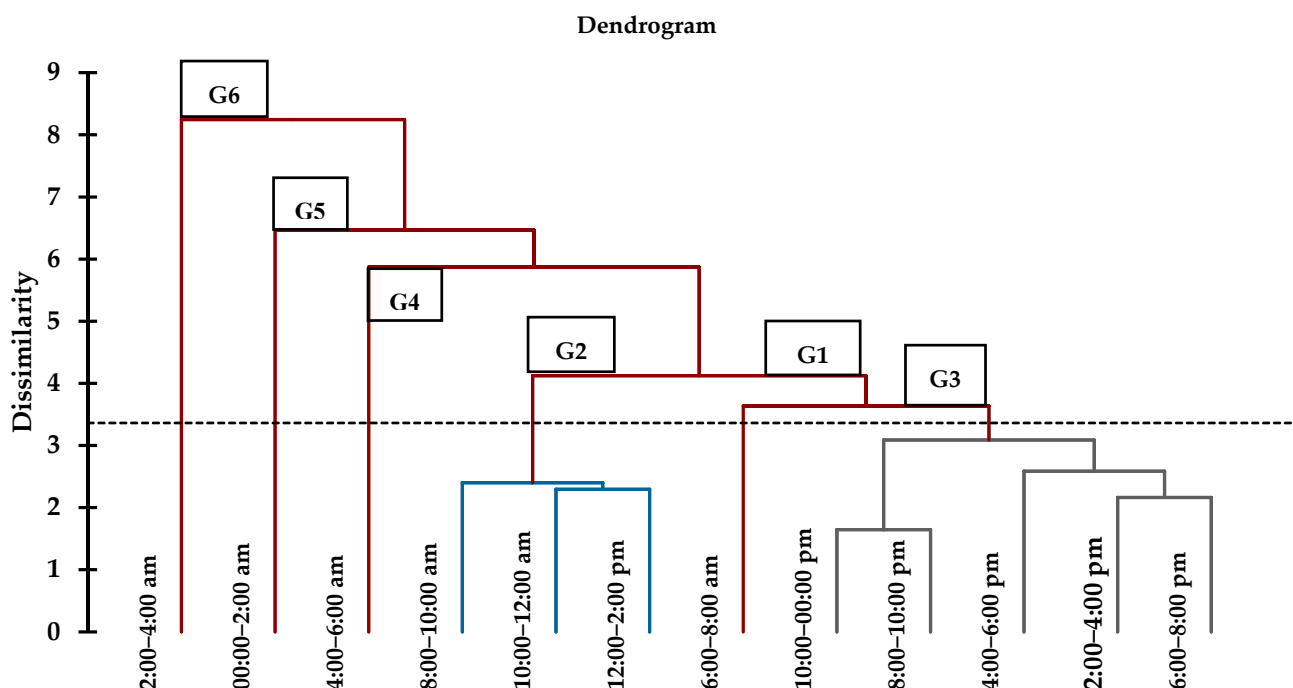 Dendrogram
9
8
7
6
5
4
3
2
1
0
Dissimilarity
G6
G5
G4
G2
G1
G3
2:00–4:00 am
00:00–2:00 am
4:00–6:00 am
8:00–10:00 am
10:00–12:00 am
12:00–2:00 pm
6:00–8:00 am
10:00–00:00 pm
8:00–10:00 pm
4:00–6:00 pm
2:00–4:00 pm
6:00–8:00 pm